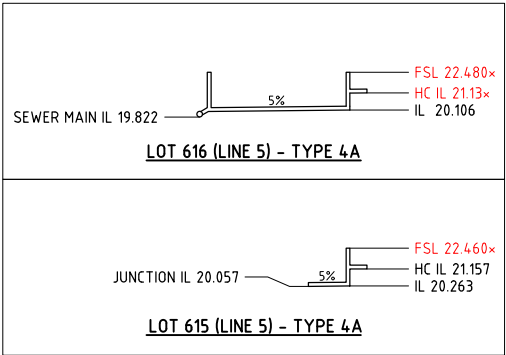 FSL 22.480×
5%
HC IL 21.13×
SEWER MAIN IL 19.822
IL 20.106
LOT 616 (LINE 5) - TYPE 4A
FSL 22.460×
JUNCTION IL 20.057
5%
HC IL 21.157
IL 20.263
LOT 615 (LINE 5) - TYPE 4A